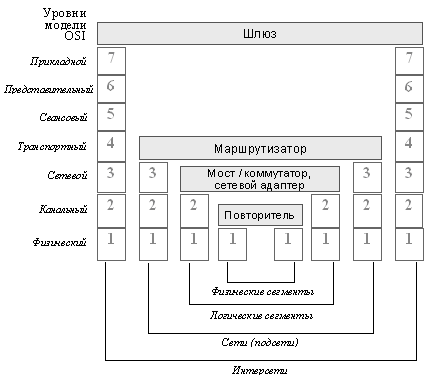 Уровни
модели
OSI
Шлюз
Прикладной 7 7
Представительный 6 6
Сеансовый 5 5
Транспортный 4 Маршрутизатор 4
Сетевой 3 3 Мост / коммутатор, 3 3
сетевой адаптер
Канальный 2 2 2 Повторитель 2 2 2
Физический 1 1 1 1 1 1 1 1
Физические сегменты
Логические сегменты
Сети (подсети)
Интерсети